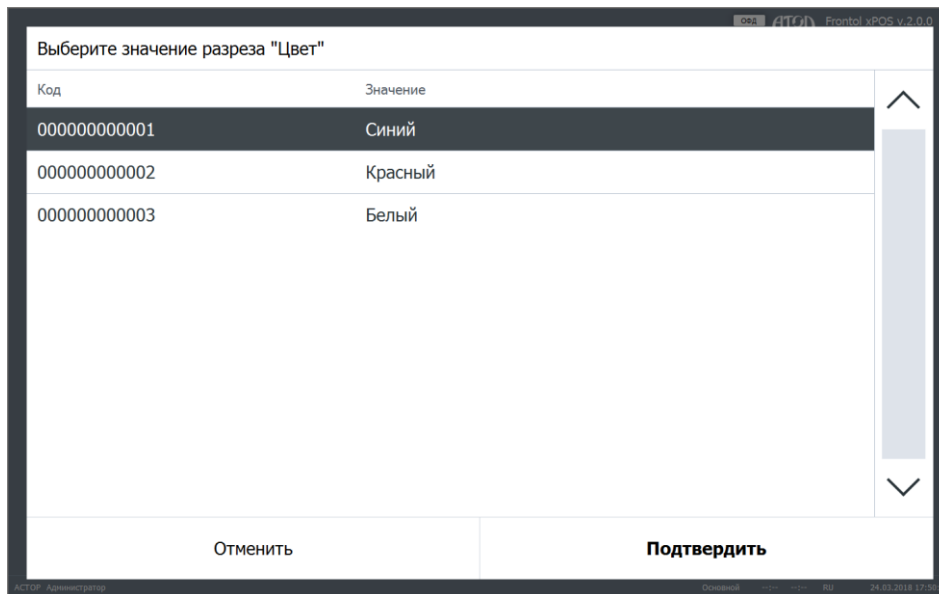 ОФД АТОЛ Frontol xPOS v.2.0.0
Выберите значение разреза "Цвет"
Код Значение
000000000001 Синий
000000000002 Красный
000000000003 Белый
Отменить Подтвердить
АСТОР Администратор Основной --:-- --:-- RU 24.03.2018 17:50